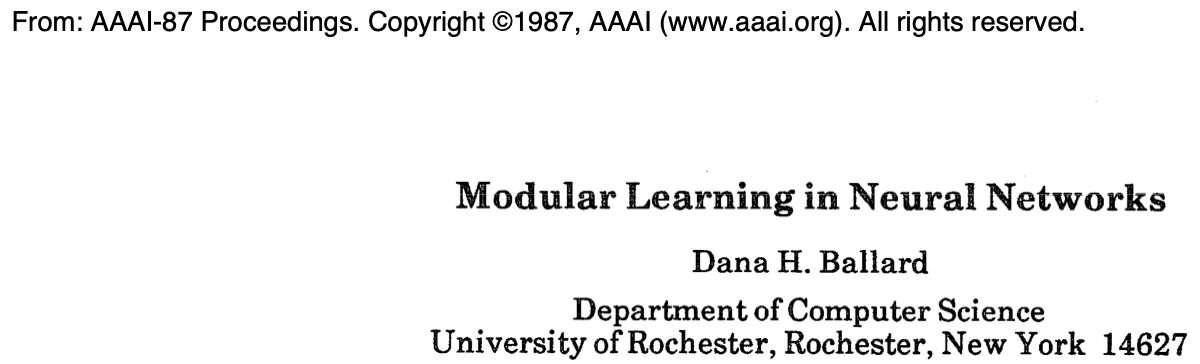 From: AAAI-87 Proceedings. Copyright ©1987, AAAI (www.aaai.org). All rights reserved.
Modular Learning in Neural Networks
Dana H. Ballard
Department of Computer Science
University of Rochester, Rochester, New York 14627